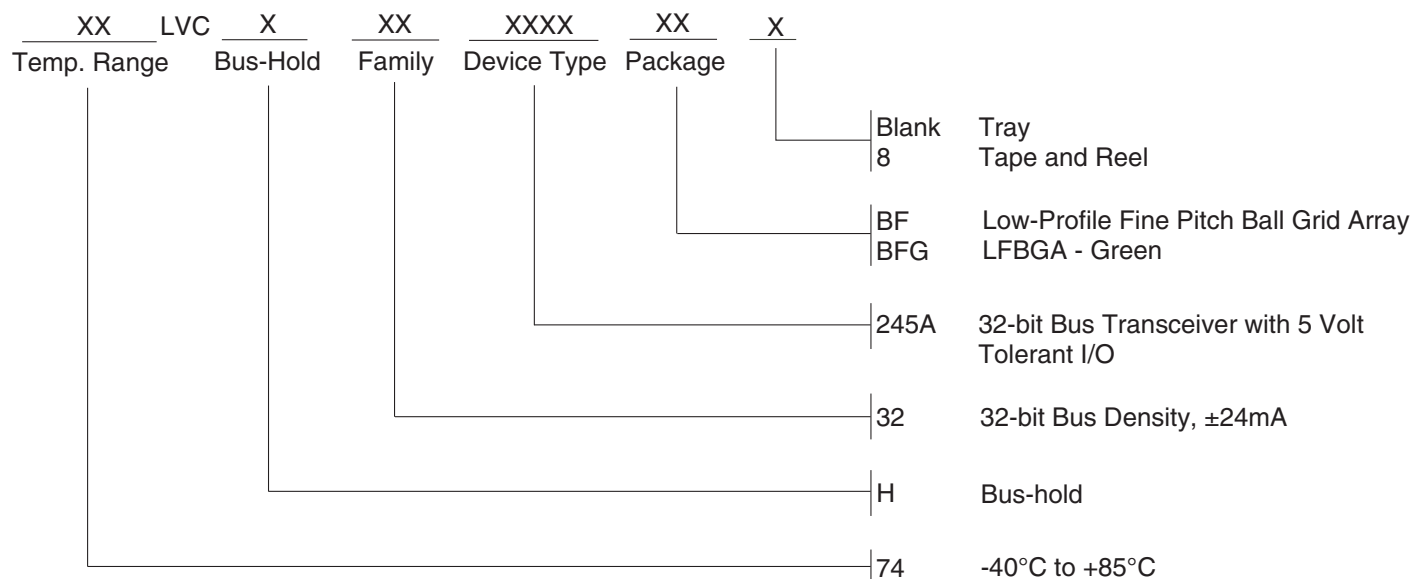 XX LVC X XX XXXX XX X
Temp. Range Bus-Hold Family Device Type Package
Blank Tray
8 Tape and Reel
BF Low-Profile Fine Pitch Ball Grid Array
BFG LFBGA - Green
245A 32-bit Bus Transceiver with 5 Volt
Tolerant I/O
32 32-bit Bus Density, ±24mA
H Bus-hold
74 -40°C to +85°C